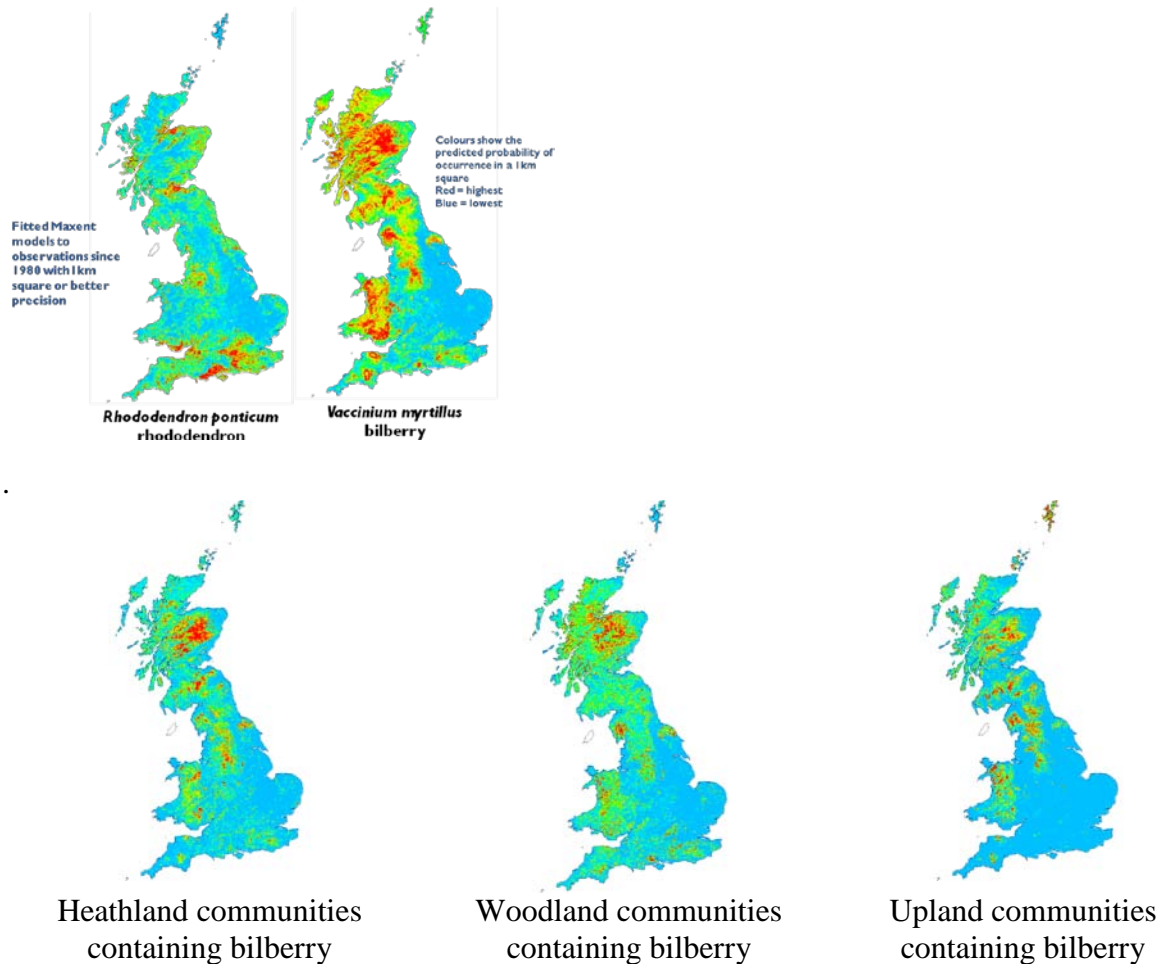 Colours show the
predicted probability of
occurrence in a 1km
square
Red = highest
Blue = lowest
Fitted Maxent
models to
observations since
1980 with 1km
square or better
precision
Rhododendron ponticum
rhododendron
Vaccinium myrtillus
bilberry
.
Heathland communities
containing bilberry
Woodland communities
containing bilberry
Upland communities
containing bilberry